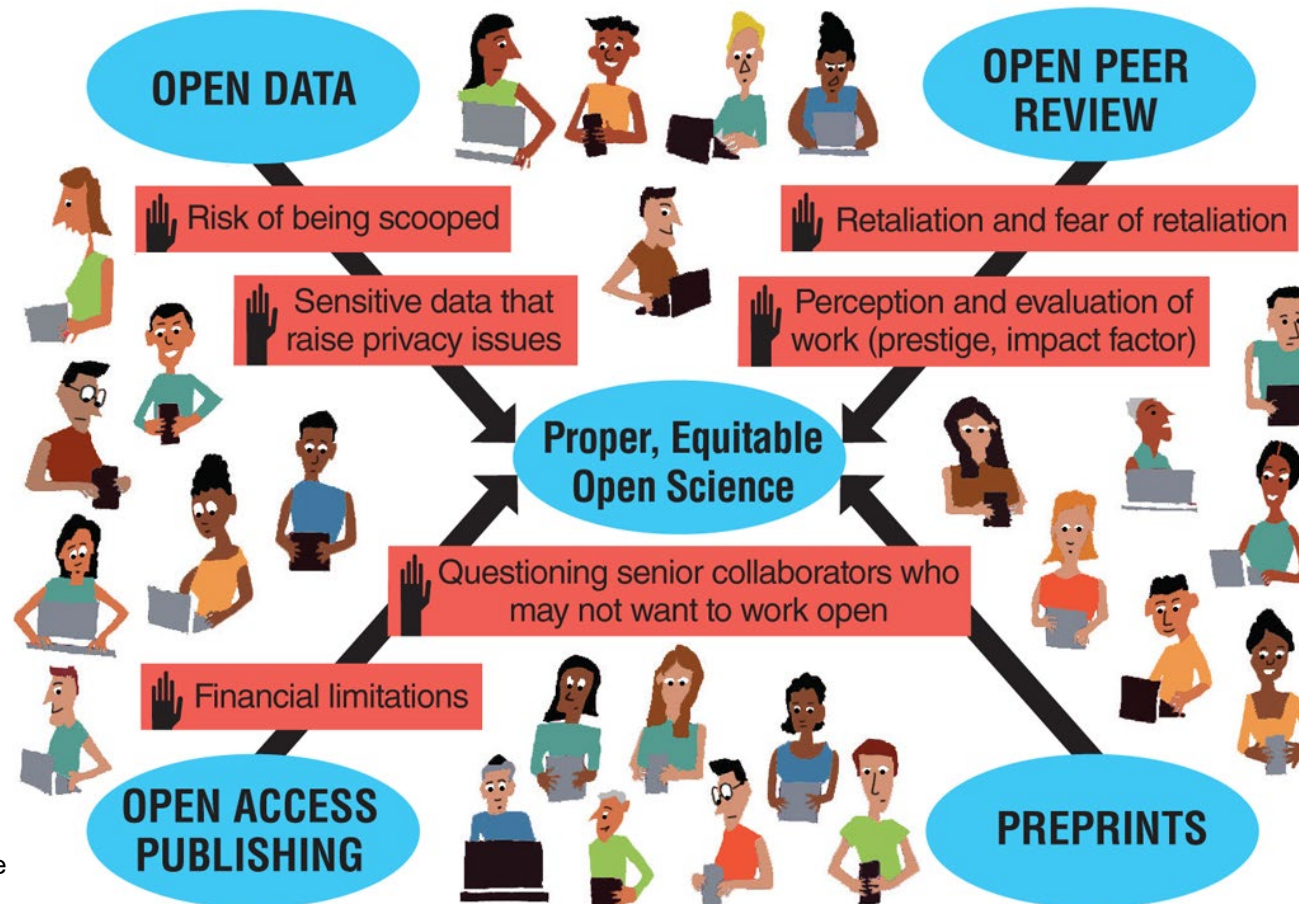 OPEN DATA
OPEN PEER
REVIEW
Risk of being scooped
Retaliation and fear of retaliation
Sensitive data that
raise privacy issues
Perception and evaluation of
work (prestige, impact factor)
Proper, Equitable
Open Science
Questioning senior collaborators who
may not want to work open
Financial limitations
OPEN ACCESS
PUBLISHING
PREPRINTS
e